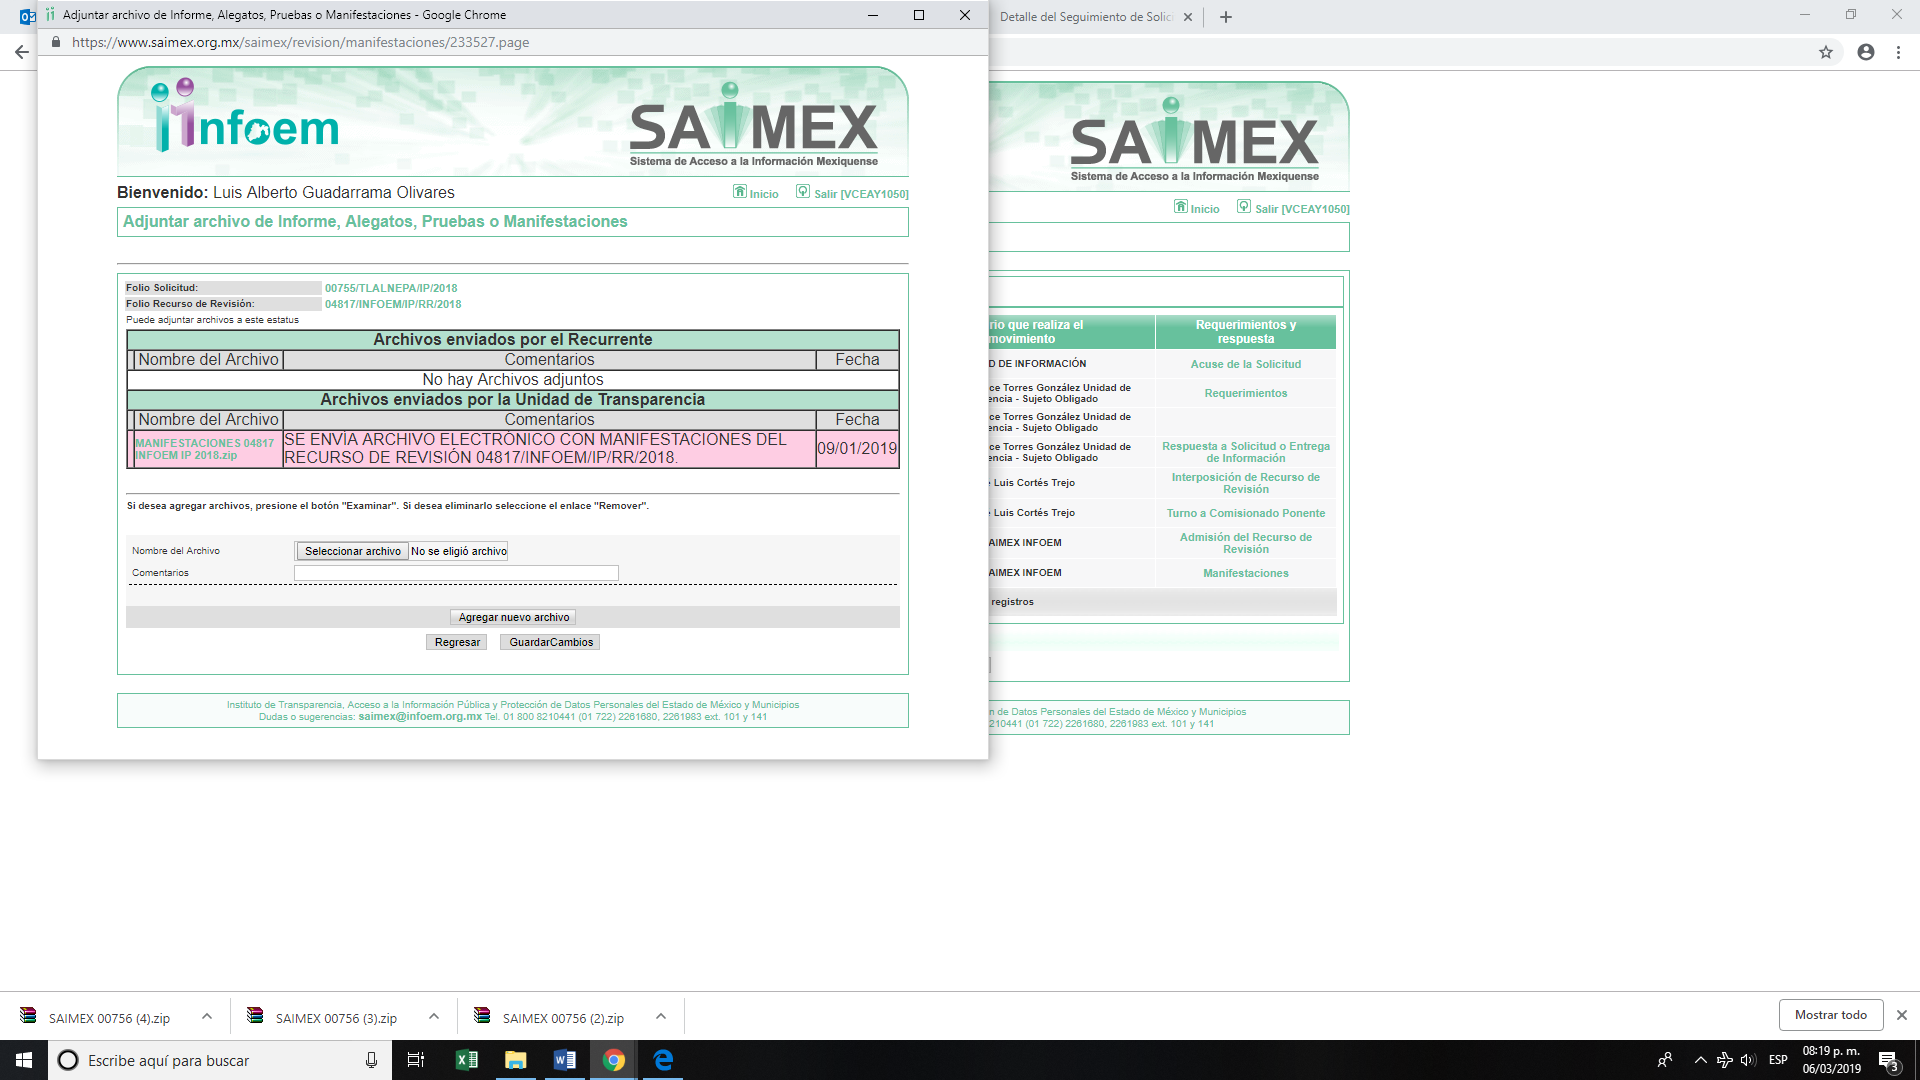 Adjuntar archivo de Informe, Alegatos, Pruebas o Manifestaciones - Google Chrome
https://www.saimex.org.mx/saimex/revision/manifestaciones/233527.page
infoem
SAIMEX
Sistema de Acceso a la Información Mexiquense
Bienvenido: Luis Alberto Guadarrama Olivares
Inicio Salir [VCEAY1050]
Adjuntar archivo de Informe, Alegatos, Pruebas o Manifestaciones
Folio Solicitud: 00755/TLALNEPA/IP/2018
Folio Recurso de Revisión: 04817/INFOEM/IP/RR/2018
Puede adjuntar archivos a este estatus
Archivos enviados por el Recurrente
Nombre del Archivo Comentarios Fecha
No hay Archivos adjuntos
Archivos enviados por la Unidad de Transparencia
Nombre del Archivo Comentarios Fecha
MANIFESTACIONES 04817
INFOEM IP 2018.zip
SE ENVÍA ARCHIVO ELECTRÓNICO CON MANIFESTACIONES DEL
RECURSO DE REVISIÓN 04817/INFOEM/IP/RR/2018.
09/01/2019
Si desea agregar archivos, presione el botón "Examinar". Si desea eliminarlo seleccione el enlace "Remover".
Nombre del Archivo Seleccionar archivo No se eligió archivo
Comentarios
Agregar nuevo archivo
Regresar GuardarCambios
Instituto de Transparencia, Acceso a la Información Pública y Protección de Datos Personales del Estado de México y Municipios
Dudas o sugerencias: saimex@infoem.org.mx Tel. 01 800 8210441 (01 722) 2261680, 2261983 ext. 101 y 141
Detalle del Seguimiento de Solic
SAIMEX
Sistema de Acceso a la Información Mexiquense
Inicio Salir [VCEAY1050]
rio que realiza el
movimiento
Requerimientos y
respuesta
D DE INFORMACIÓN
Acuse de la Solicitud
ce Torres González Unidad de
encia - Sujeto Obligado
Requerimientos
ce Torres González Unidad de
encia - Sujeto Obligado
ce Torres González Unidad de
encia - Sujeto Obligado
Respuesta a Solicitud o Entrega
de Información
Luis Cortés Trejo
Interposición de Recurso de
Revisión
Luis Cortés Trejo
Turno a Comisionado Ponente
AIMEX INFOEM
Admisión del Recurso de
Revisión
AIMEX INFOEM
Manifestaciones
registros
n de Datos Personales del Estado de México y Municipios
210441 (01 722) 2261680, 2261983 ext. 101 y 141
SAIMEX 00756 (4).zip
SAIMEX 00756 (3).zip
SAIMEX 00756 (2).zip
Mostrar todo
Escribe aquí para buscar
ESP
08:19 p. m.
06/03/2019
3